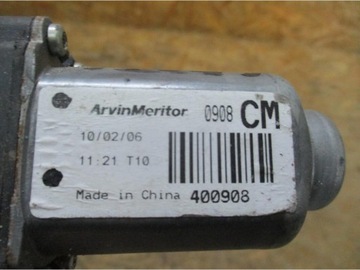 ArvinMeritor 0908 CM
10/02/06
11:21 T10
Made in China 400908